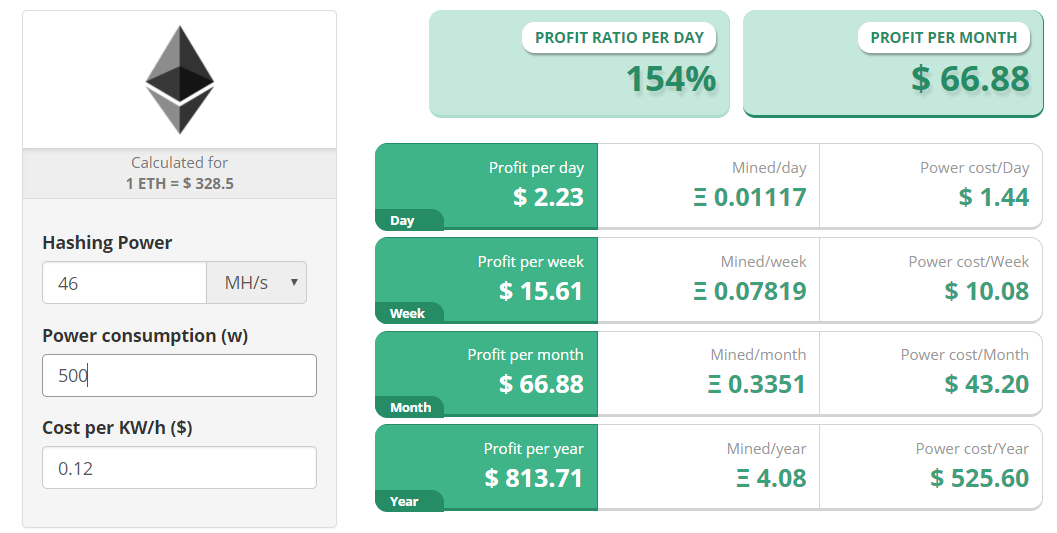 Calculated for
1 ETH = $ 328.5
Hashing Power
46 MH/s
Power consumption (w)
500
Cost per KW/h ($)
0.12
PROFIT RATIO PER DAY
154%
PROFIT PER MONTH
$ 66.88
Profit per day Mined/day Power cost/Day
$ 2.23 Ξ 0.01117 $ 1.44
Day
Profit per week Mined/week Power cost/Week
$ 15.61 Ξ 0.07819 $ 10.08
Week
Profit per month Mined/month Power cost/Month
$ 66.88 Ξ 0.3351 $ 43.20
Month
Profit per year Mined/year Power cost/Year
$ 813.71 Ξ 4.08 $ 525.60
Year